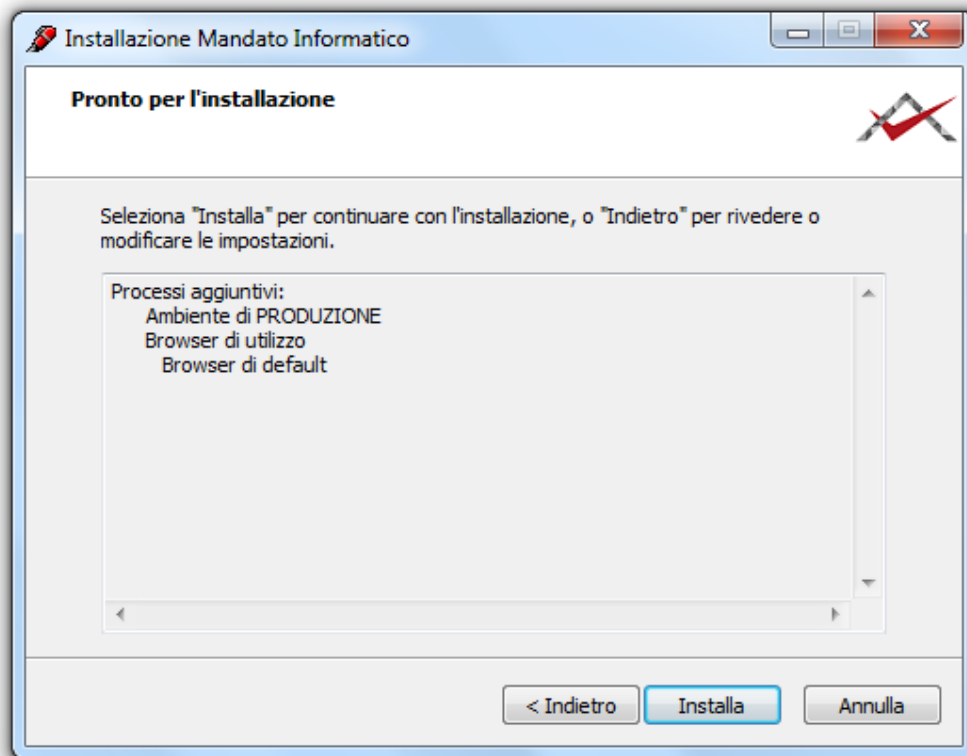 Installazione Mandato Informatico
Pronto per l'installazione
Seleziona "Installa" per continuare con l'installazione, o "Indietro" per rivedere o
modificare le impostazioni.
Processi aggiuntivi:
Ambiente di PRODUZIONE
Browser di utilizzo
Browser di default
< Indietro
Installa
Annulla